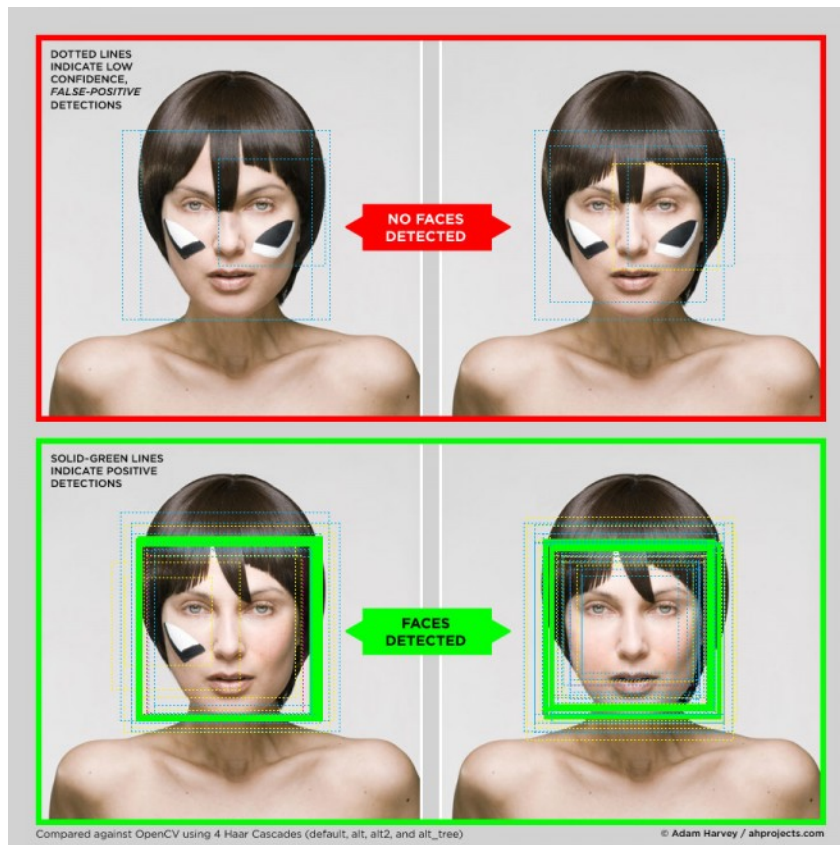 DOTTED LINES
INDICATE LOW
CONFIDENCE,
FALSE-POSITIVE
DETECTIONS
NO FACES
DETECTED
SOLID-GREEN LINES
INDICATE POSITIVE
DETECTIONS
FACES
DETECTED
Compared against OpenCV using 4 Haar Cascades (default, alt, alt2, and alt_tree)
© Adam Harvey / ahprojects.com